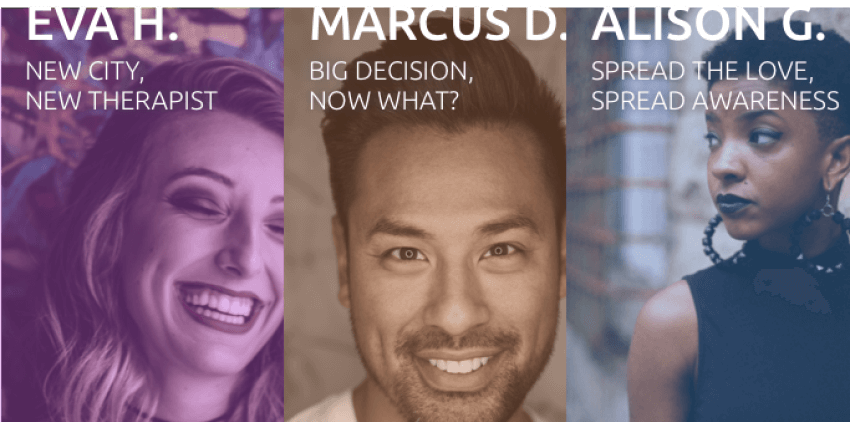 EVA H.
NEW CITY,
NEW THERAPIST
MARCUS D.
BIG DECISION,
NOW WHAT?
ALISON G.
SPREAD THE LOVE,
SPREAD AWARENESS